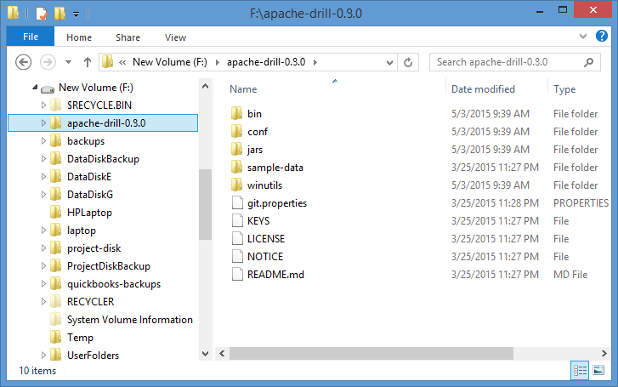 F:\apache-drill-0.8.0
File Home Share View
« New Volume (F:) apache-drill-0.8.0
Search apache-drill-0.8.0
New Volume (F:)
$RECYCLE.BIN
apache-drill-0.8.0
backups
DataDiskBackup
DataDiskE
DataDiskG
HPLaptop
laptop
project-disk
ProjectDiskBackup
quickbooks-backups
RECYCLER
System Volume Information
Temp
UserFolders
Name Date modified Type
bin 5/3/2015 9:39 AM File folder
conf 5/3/2015 9:39 AM File folder
jars 5/3/2015 9:39 AM File folder
sample-data 3/25/2015 11:27 PM File folder
winutils 5/3/2015 9:39 AM File folder
git.properties 3/25/2015 11:28 PM PROPERTIES
KEYS 3/25/2015 11:27 PM File
LICENSE 3/25/2015 11:27 PM File
NOTICE 3/25/2015 11:27 PM File
README.md 3/25/2015 11:27 PM MD File
10 items